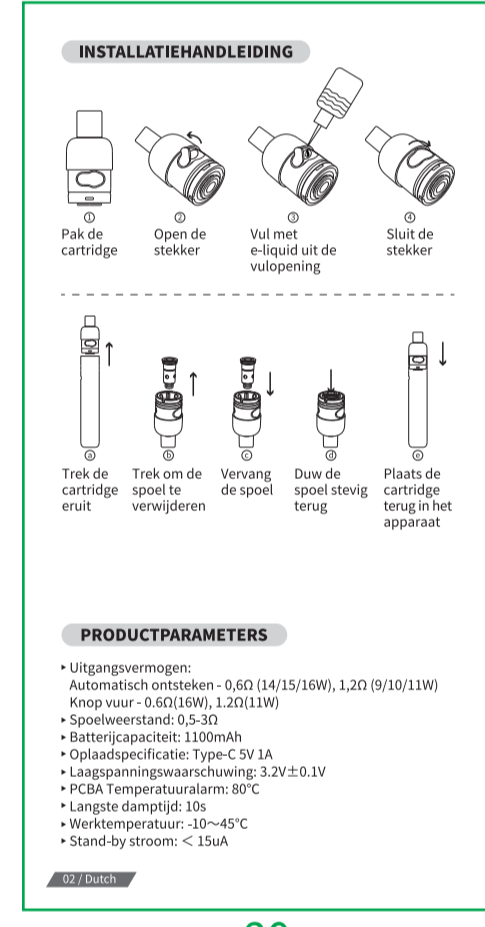 INSTALLATIEHANDLEIDING
①
Pak de
cartridge
②
Open de
stekker
③
Vul met
e-liquid uit de
vulopening
④
Sluit de
stekker
ⓐ
Trek de
cartridge
eruit
ⓑ
Trek om de
spoel te
verwijderen
ⓒ
Vervang
de spoel
ⓓ
Duw de
spoel stevig
terug
ⓔ
Plaats de
cartridge
terug in het
apparaat
PRODUCTPARAMETERS
▸ Uitgangsvermogen:
Automatisch ontsteken - 0,6Ω (14/15/16W), 1,2Ω (9/10/11W)
Knop vuur - 0.6Ω(16W), 1.2Ω(11W)
▸ Spoelweerstand: 0,5-3Ω
▸ Batterijcapaciteit: 1100mAh
▸ Oplaadspecificatie: Type-C 5V 1A
▸ Laagspanningswaarschuwing: 3.2V±0.1V
▸ PCBA Temperatuuralarm: 80°C
▸ Langste damptijd: 10s
▸ Werktemperatuur: -10～45°C
▸ Stand-by stroom: ＜ 15uA
02 / Dutch